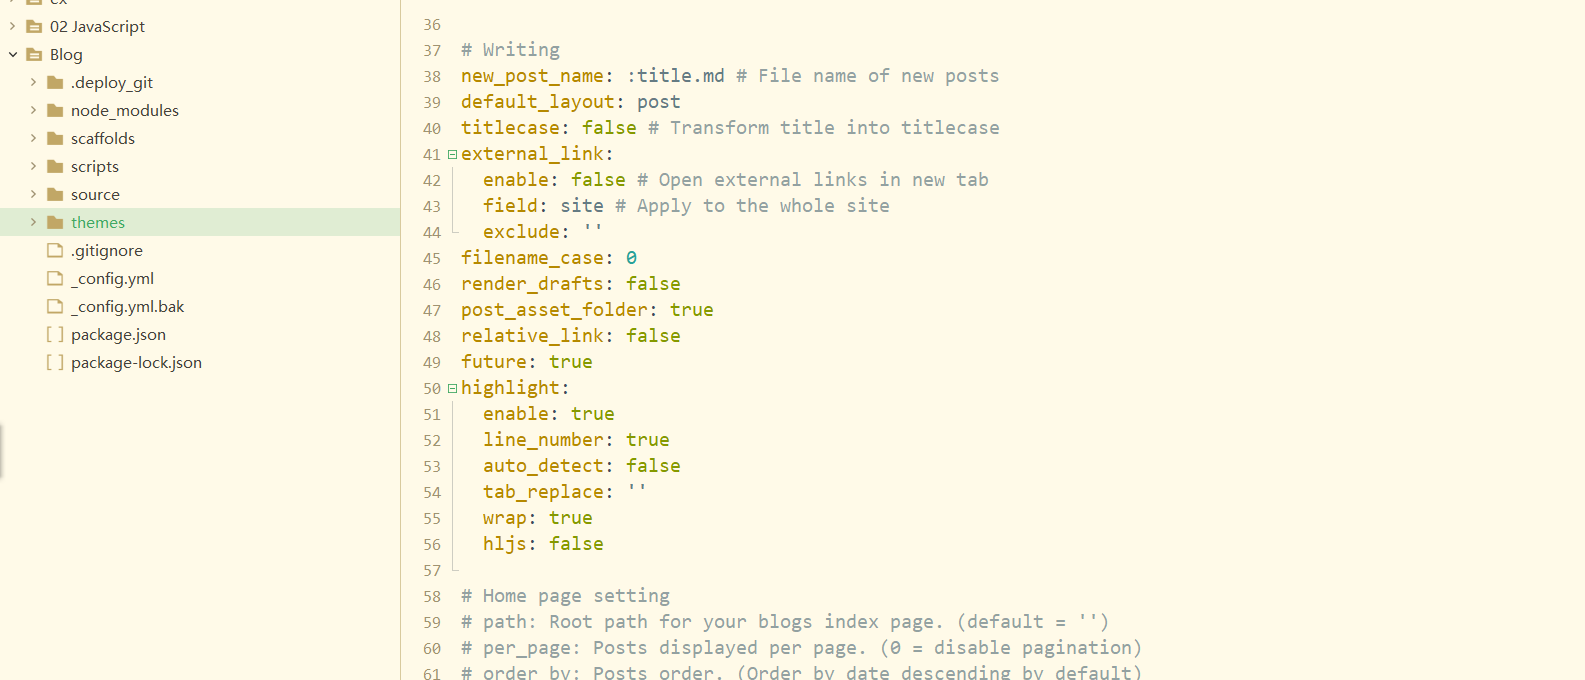 ex
02 JavaScript
Blog
.deploy_git
node_modules
scaffolds
scripts
source
themes
.gitignore
_config.yml
_config.yml.bak
[ ] package.json
[ ] package-lock.json
36
37 # Writing
38 new_post_name: :title.md # File name of new posts
39 default_layout: post
40 titlecase: false # Transform title into titlecase
41 external_link:
42 enable: false # Open external links in new tab
43 field: site # Apply to the whole site
44 exclude: ''
45 filename_case: 0
46 render_drafts: false
47 post_asset_folder: true
48 relative_link: false
49 future: true
50 highlight:
51 enable: true
52 line_number: true
53 auto_detect: false
54 tab_replace: ''
55 wrap: true
56 hljs: false
57
58 # Home page setting
59 # path: Root path for your blogs index page. (default = '')
60 # per_page: Posts displayed per page. (0 = disable pagination)
61 # order_by: Posts order. (Order by date descending by default)